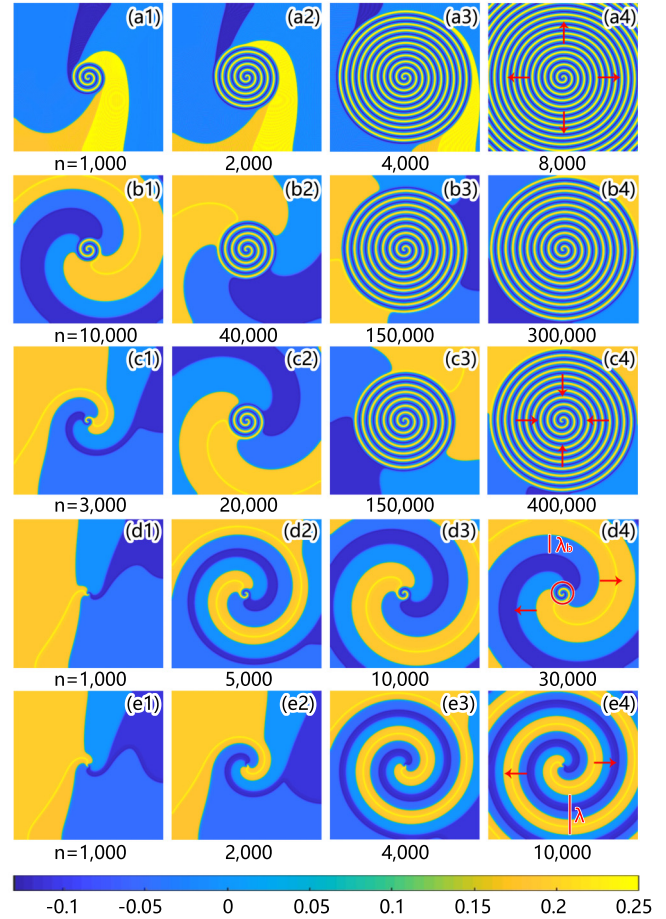 (a1) (a2) (a3) (a4)
n=1,000 2,000 4,000 8,000
(b1) (b2) (b3) (b4)
n=10,000 40,000 150,000 300,000
(c1) (c2) (c3) (c4)
n=3,000 20,000 150,000 400,000
(d1) (d2) (d3) (d4)
λb
n=1,000 5,000 10,000 30,000
(e1) (e2) (e3) (e4)
λ
n=1,000 2,000 4,000 10,000
-0.1 -0.05 0 0.05 0.1 0.15 0.2 0.25